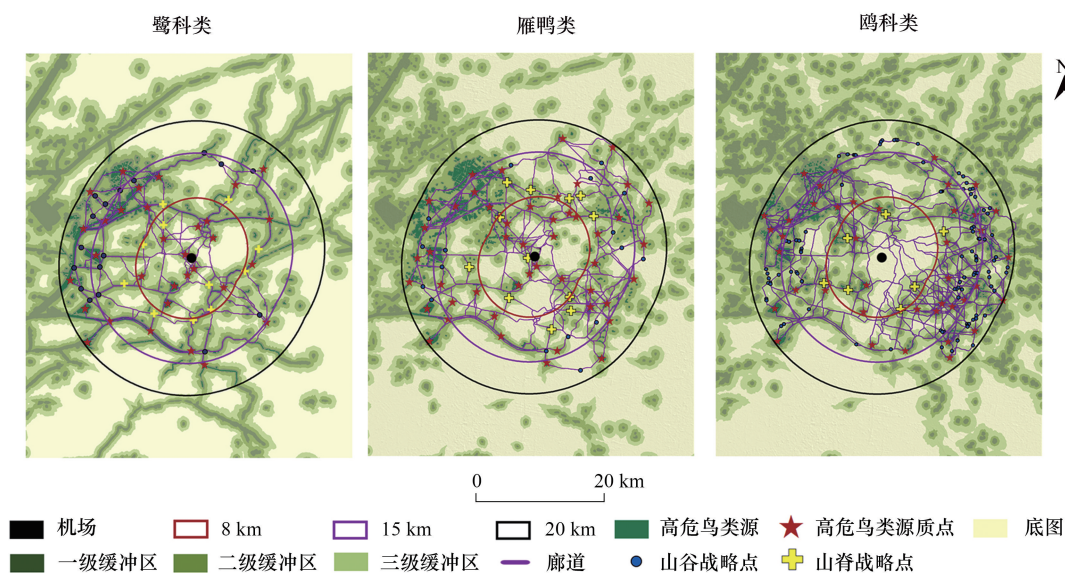 鹭科类 雁鸭类 鸥科类
N
0 20 km
机场 8 km 15 km 20 km 高危鸟类源 高危鸟类源质点 底图
一级缓冲区 二级缓冲区 三级缓冲区 廊道 山谷战略点 山脊战略点